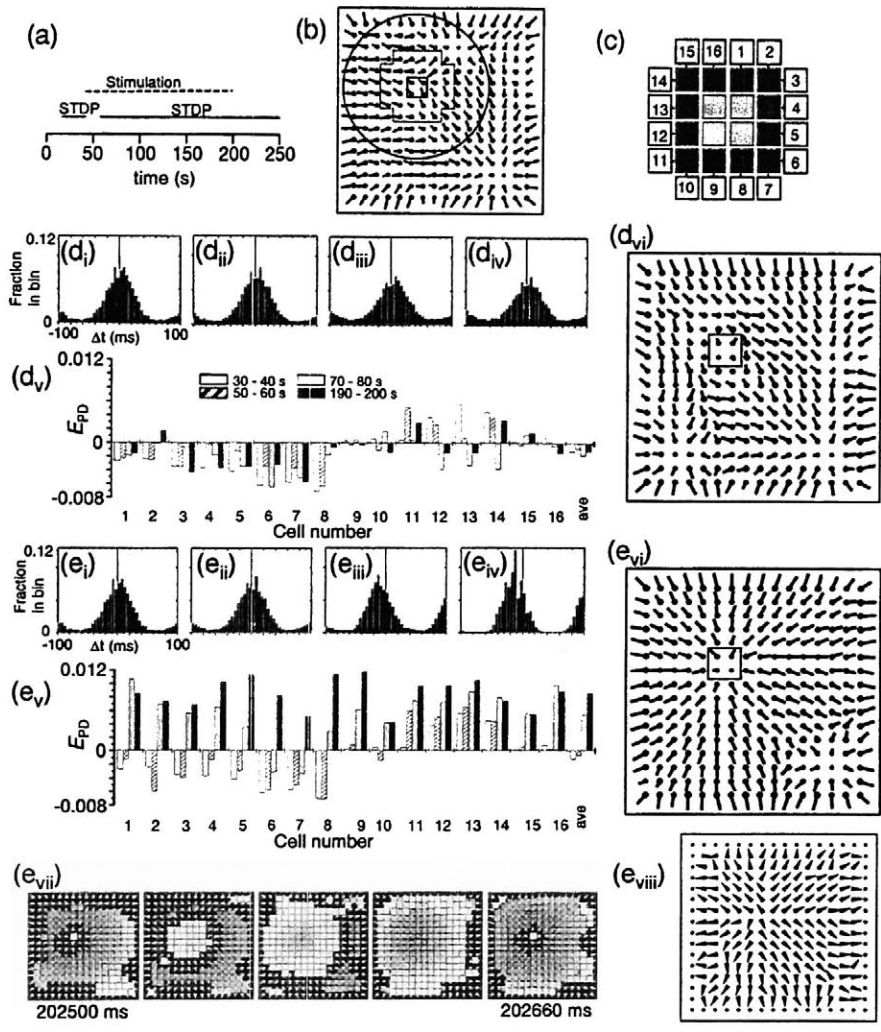 (a)
Stimulation
STDP STDP
0 50 100 150 200 250
time (s)
(b)
(c)
15 16 1 2
14 3
13 4
12 5
11 6
10 9 8 7
0.12
Fraction in bin
0
(di) (dii) (diii) (div)
-100 Δt (ms) 100
(dvi)
(dv)
0.012
EPD
0
-0.008
30 - 40 s 70 - 80 s
50 - 60 s 190 - 200 s
1 2 3 4 5 6 7 8 9 10 11 12 13 14 15 16 ave
Cell number
0.12
Fraction in bin
0
(ei) (eii) (eiii) (eiv)
-100 Δt (ms) 100
(evi)
(ev)
0.012
EPD
0
-0.008
1 2 3 4 5 6 7 8 9 10 11 12 13 14 15 16 ave
Cell number
(evii)
202500 ms 202660 ms
(eviii)